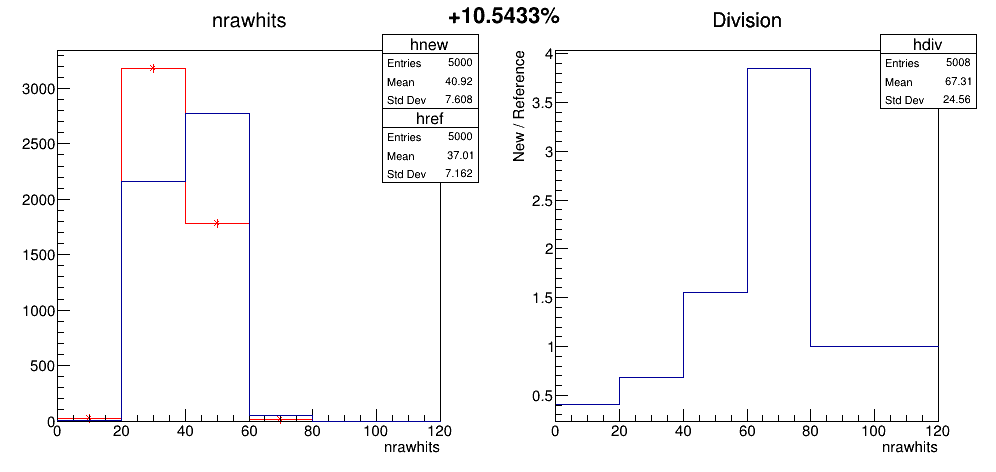 +10.5433%
nrawhits
hnew
Entries 5000
Mean 40.92
Std Dev 7.608
href
Entries 5000
Mean 37.01
Std Dev 7.162
3000
2500
2000
1500
1000
500
0
0 20 40 60 80 100 120
nrawhits
Division
hdiv
Entries 5008
Mean 67.31
Std Dev 24.56
New / Reference
4
3.5
3
2.5
2
1.5
1
0.5
0 20 40 60 80 100 120
nrawhits